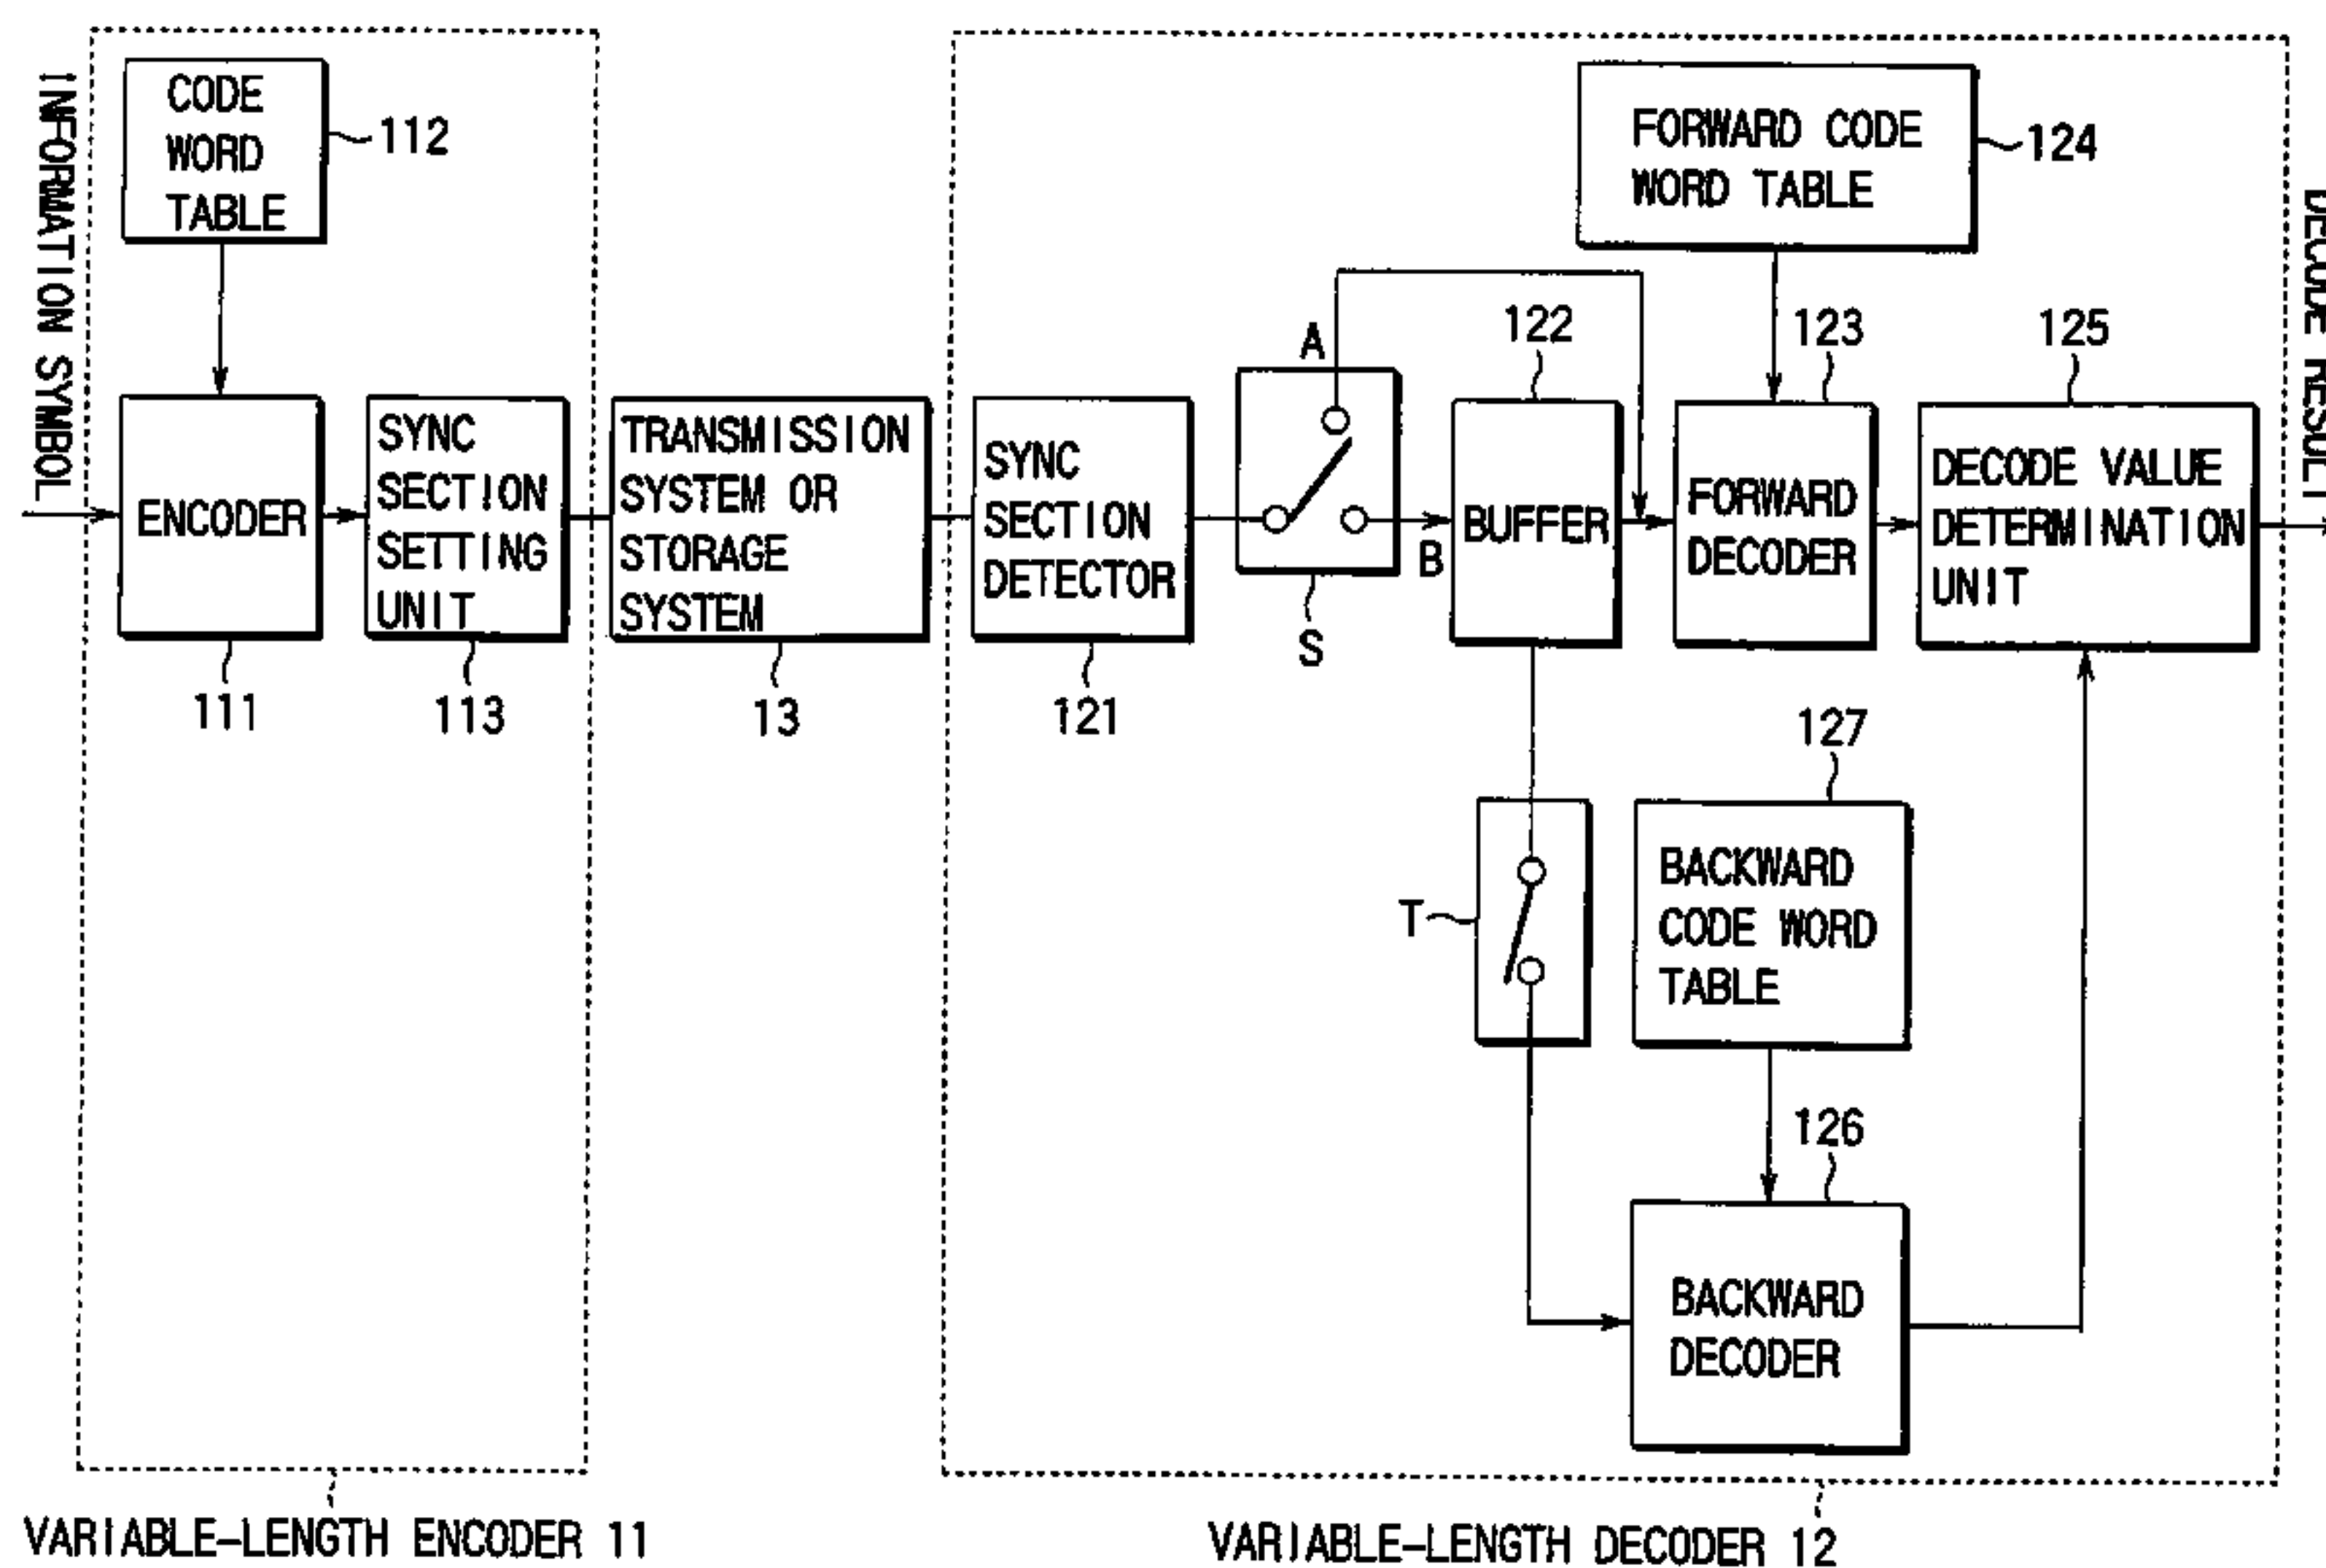 INFORMATION SYMBOL
CODE
WORD
TABLE
112
ENCODER
111
SYNC
SECTION
SETTING
UNIT
113
TRANSMISSION
SYSTEM OR
STORAGE
SYSTEM
13
SYNC
SECTION
DETECTOR
121
A
B
S
122
BUFFER
FORWARD CODE
WORD TABLE
124
123
FORWARD
DECODER
125
DECODE VALUE
DETERMINATION
UNIT
DECODE RESULT
T
127
BACKWARD
CODE WORD
TABLE
126
BACKWARD
DECODER
VARIABLE-LENGTH ENCODER 11
VARIABLE-LENGTH DECODER 12